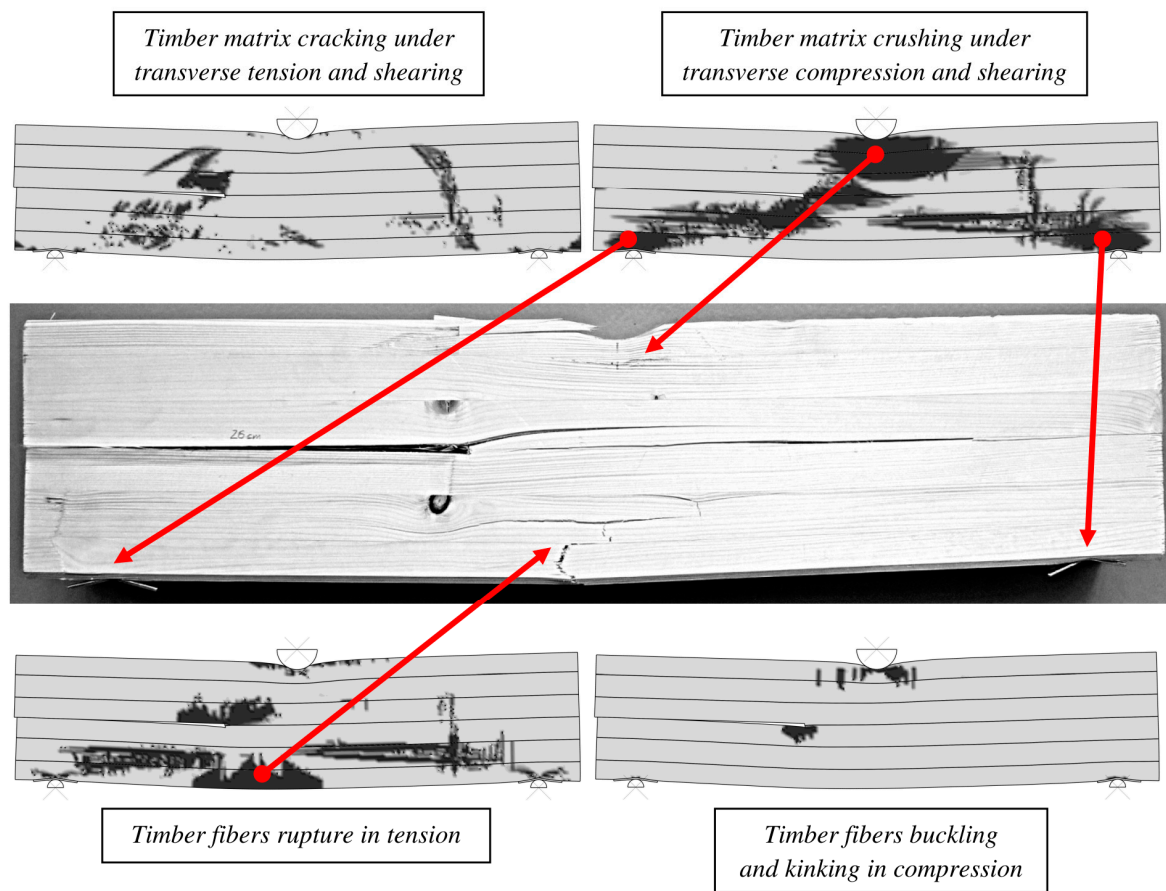 Timber matrix cracking under
transverse tension and shearing
Timber matrix crushing under
transverse compression and shearing
26 cm
Timber fibers rupture in tension
Timber fibers buckling
and kinking in compression